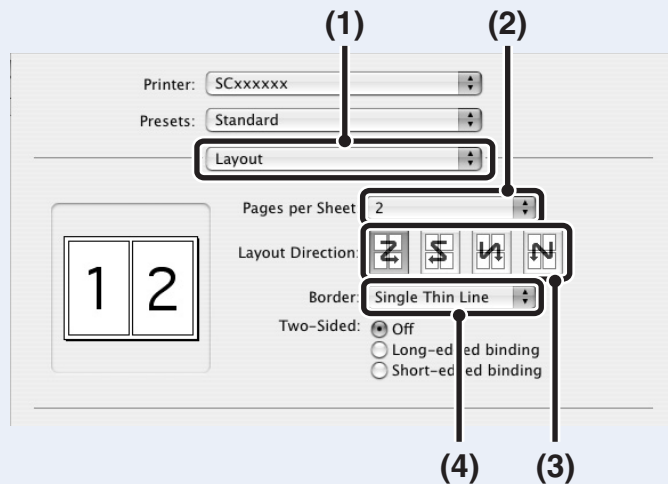 (1) (2)
Printer: SCxxxxxx
Presets: Standard
Layout
Pages per Sheet 2
Layout Direction:
Border: Single Thin Line
Two-Sided: Off
Long-edged binding
Short-edged binding
1 2
(4) (3)